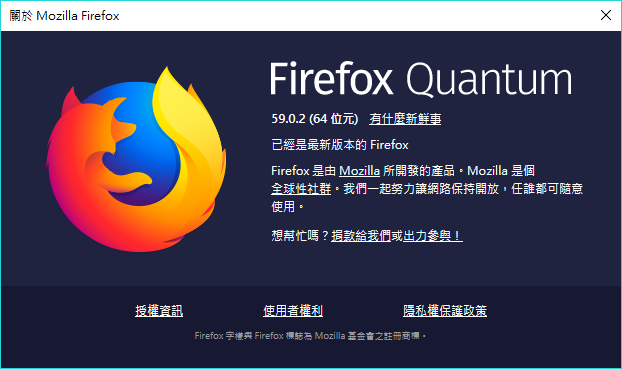 關於 Mozilla Firefox
Firefox Quantum
59.0.2 (64 位元) 有什麼新鮮事
已經是最新版本的 Firefox
Firefox 是由 Mozilla 所開發的產品。Mozilla 是個
全球性社群。我們一起努力讓網路保持開放，任誰都可隨意
使用。
想幫忙嗎？捐款給我們或出力參與！
授權資訊 使用者權利 隱私權保護政策
Firefox 字樣與 Firefox 標誌為 Mozilla 基金會之註冊商標。